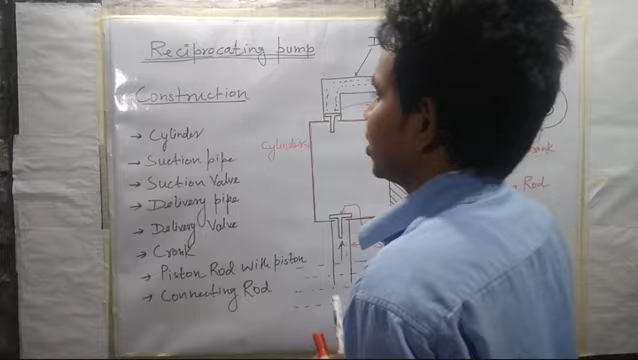 Reciprocating pump
Construction
→ Cylinder
→ Suction pipe
→ Suction Valve
→ Delivery pipe
→ Delivery Valve
→ Crank
→ Piston Rod with piston
→ Connecting Rod
Cylinder
Rod